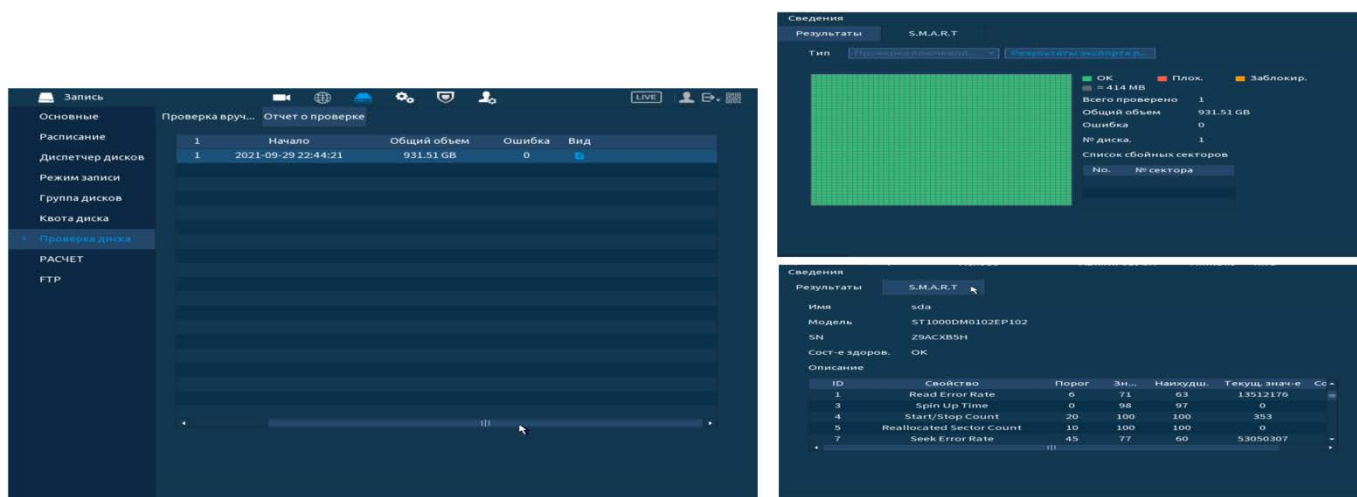 Запись
LIVE
Основные
Расписание
Диспетчер дисков
Режим записи
Группа дисков
Квота диска
Проверка диска
РАСЧЕТ
FTP
Проверка вруч... Отчет о проверке
1 Начало Общий объем Ошибка Вид
1 2021-09-29 22:44:21 931.51 GB 0
Сведения
Результаты S.M.A.R.T
Тип Проверка ключевой... Результаты экспорта р...
OK Плох. Заблокир.
= 414 MB
Всего проверено 1
Общий объем 931.51 GB
Ошибка 0
№ диска. 1
Список сбойных секторов
No. № сектора
Сведения
Результаты S.M.A.R.T
Имя sda
Модель ST1000DM0102EP102
SN Z9ACXB5H
Сост-е здоров. OK
Описание
ID Свойство Порог Зн... Наихудш. Текущ. знач-е Со
1 Read Error Rate 6 71 63 13512176
3 Spin Up Time 0 98 97 0
4 Start/Stop Count 20 100 100 353
5 Reallocated Sector Count 10 100 100 0
7 Seek Error Rate 45 77 60 53050307